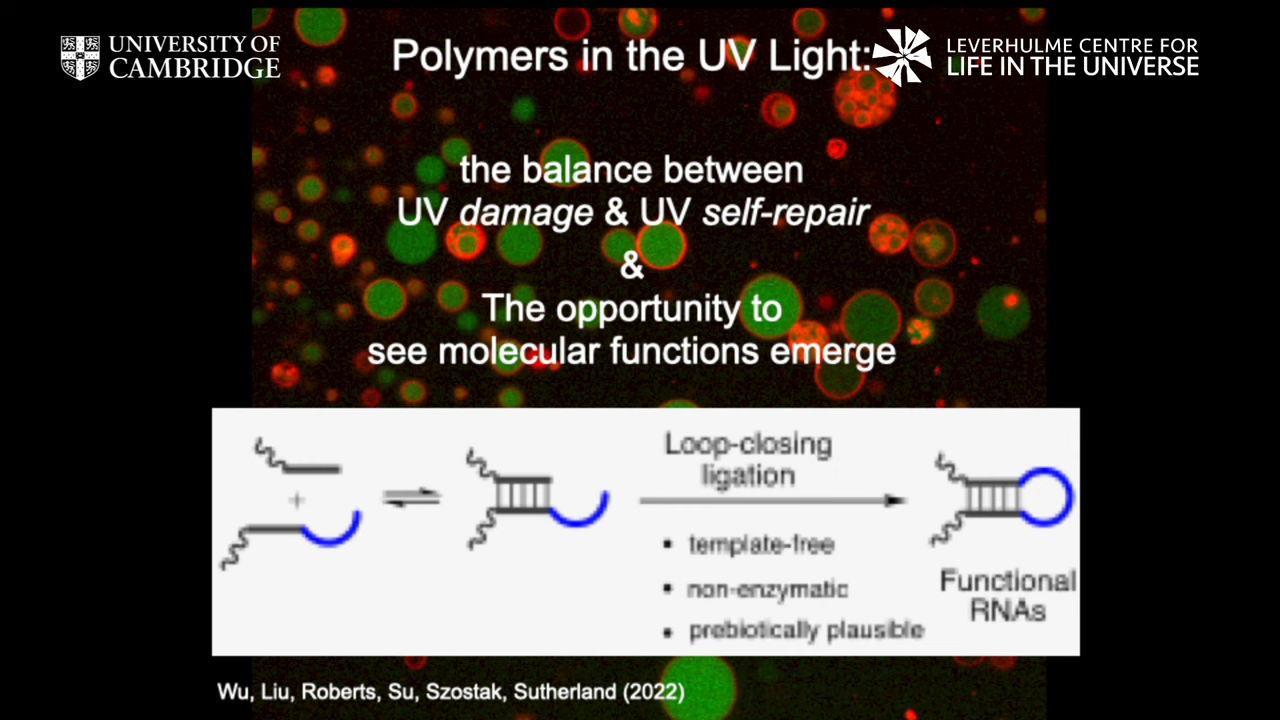 UNIVERSITY OF
CAMBRIDGE
Polymers in the UV Light:
LEVERHULME CENTRE FOR
LIFE IN THE UNIVERSE
the balance between
UV damage & UV self-repair
&
The opportunity to
see molecular functions emerge
Loop-closing
ligation
+
• template-free
• non-enzymatic
• prebiotically plausible
Functional
RNAs
Wu, Liu, Roberts, Su, Szostak, Sutherland (2022)